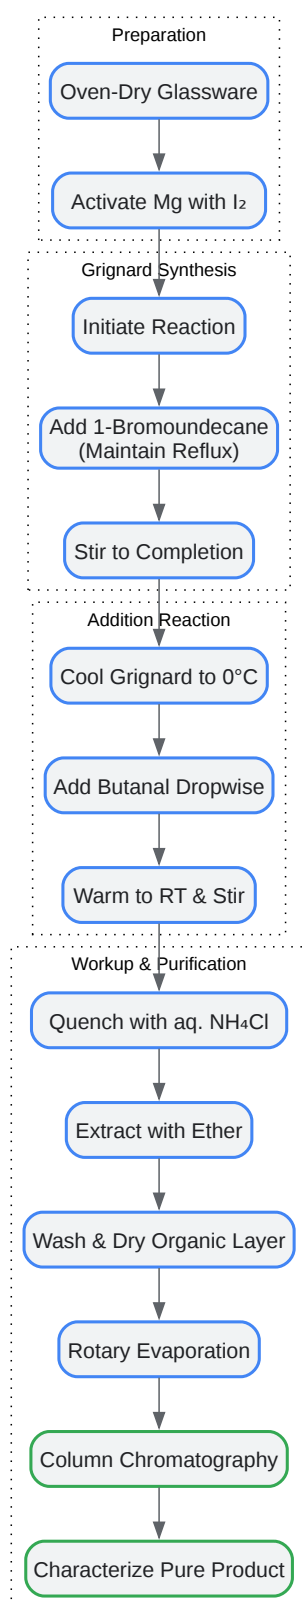 Preparation
Oven-Dry Glassware
Activate Mg with I₂
Grignard Synthesis
Initiate Reaction
Add 1-Bromoundecane
(Maintain Reflux)
Stir to Completion
Addition Reaction
Cool Grignard to 0°C
Add Butanal Dropwise
Warm to RT & Stir
Workup & Purification
Quench with aq. NH₄Cl
Extract with Ether
Wash & Dry Organic Layer
Rotary Evaporation
Column Chromatography
Characterize Pure Product